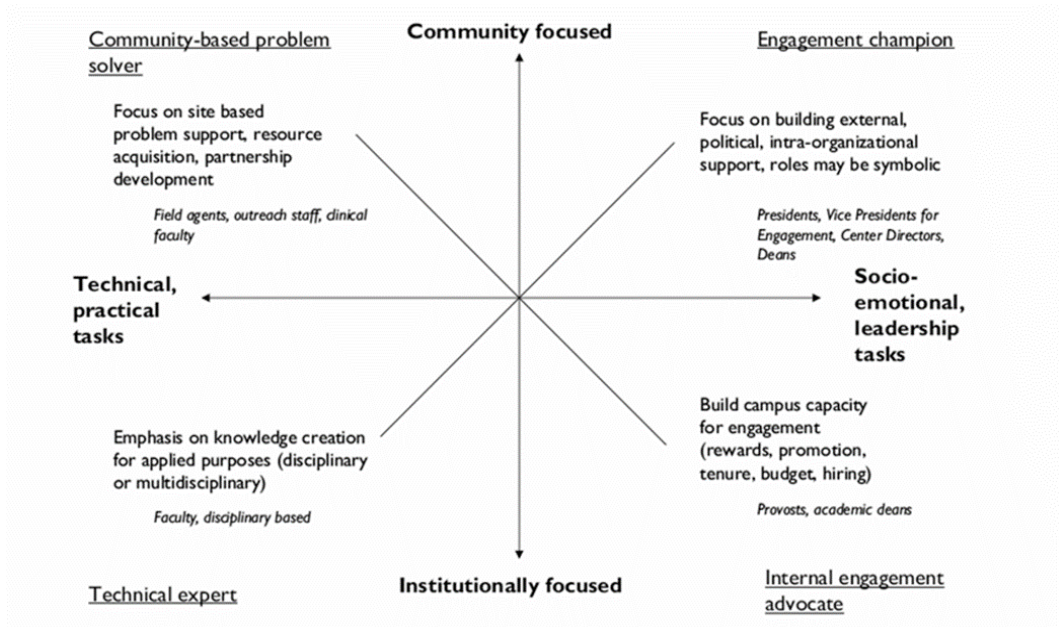 Community focused
Community-based problem
solver
Engagement champion
Focus on site based
problem support, resource
acquisition, partnership
development
Focus on building external,
political, intra-organizational
support, roles may be symbolic
Field agents, outreach staff, clinical
faculty
Presidents, Vice Presidents for
Engagement, Center Directors,
Deans
Technical,
practical
tasks
Socio-
emotional,
leadership
tasks
Emphasis on knowledge creation
for applied purposes (disciplinary
or multidisciplinary)
Faculty, disciplinary based
Build campus capacity
for engagement
(rewards, promotion,
tenure, budget, hiring)
Provosts, academic deans
Technical expert
Institutionally focused
Internal engagement
advocate